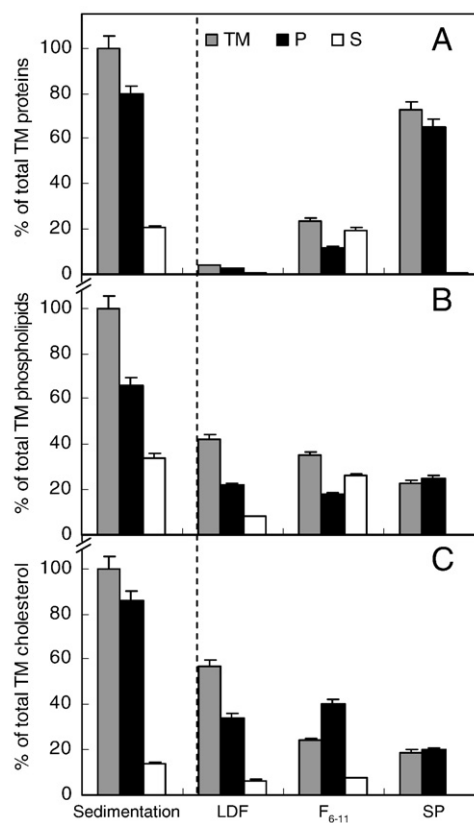 TM P S
A
% of total TM proteins
100
80
60
40
20
0
B
% of total TM phospholipids
100
80
60
40
20
0
C
% of total TM cholesterol
100
80
60
40
20
0
Sedimentation LDF F6-11 SP